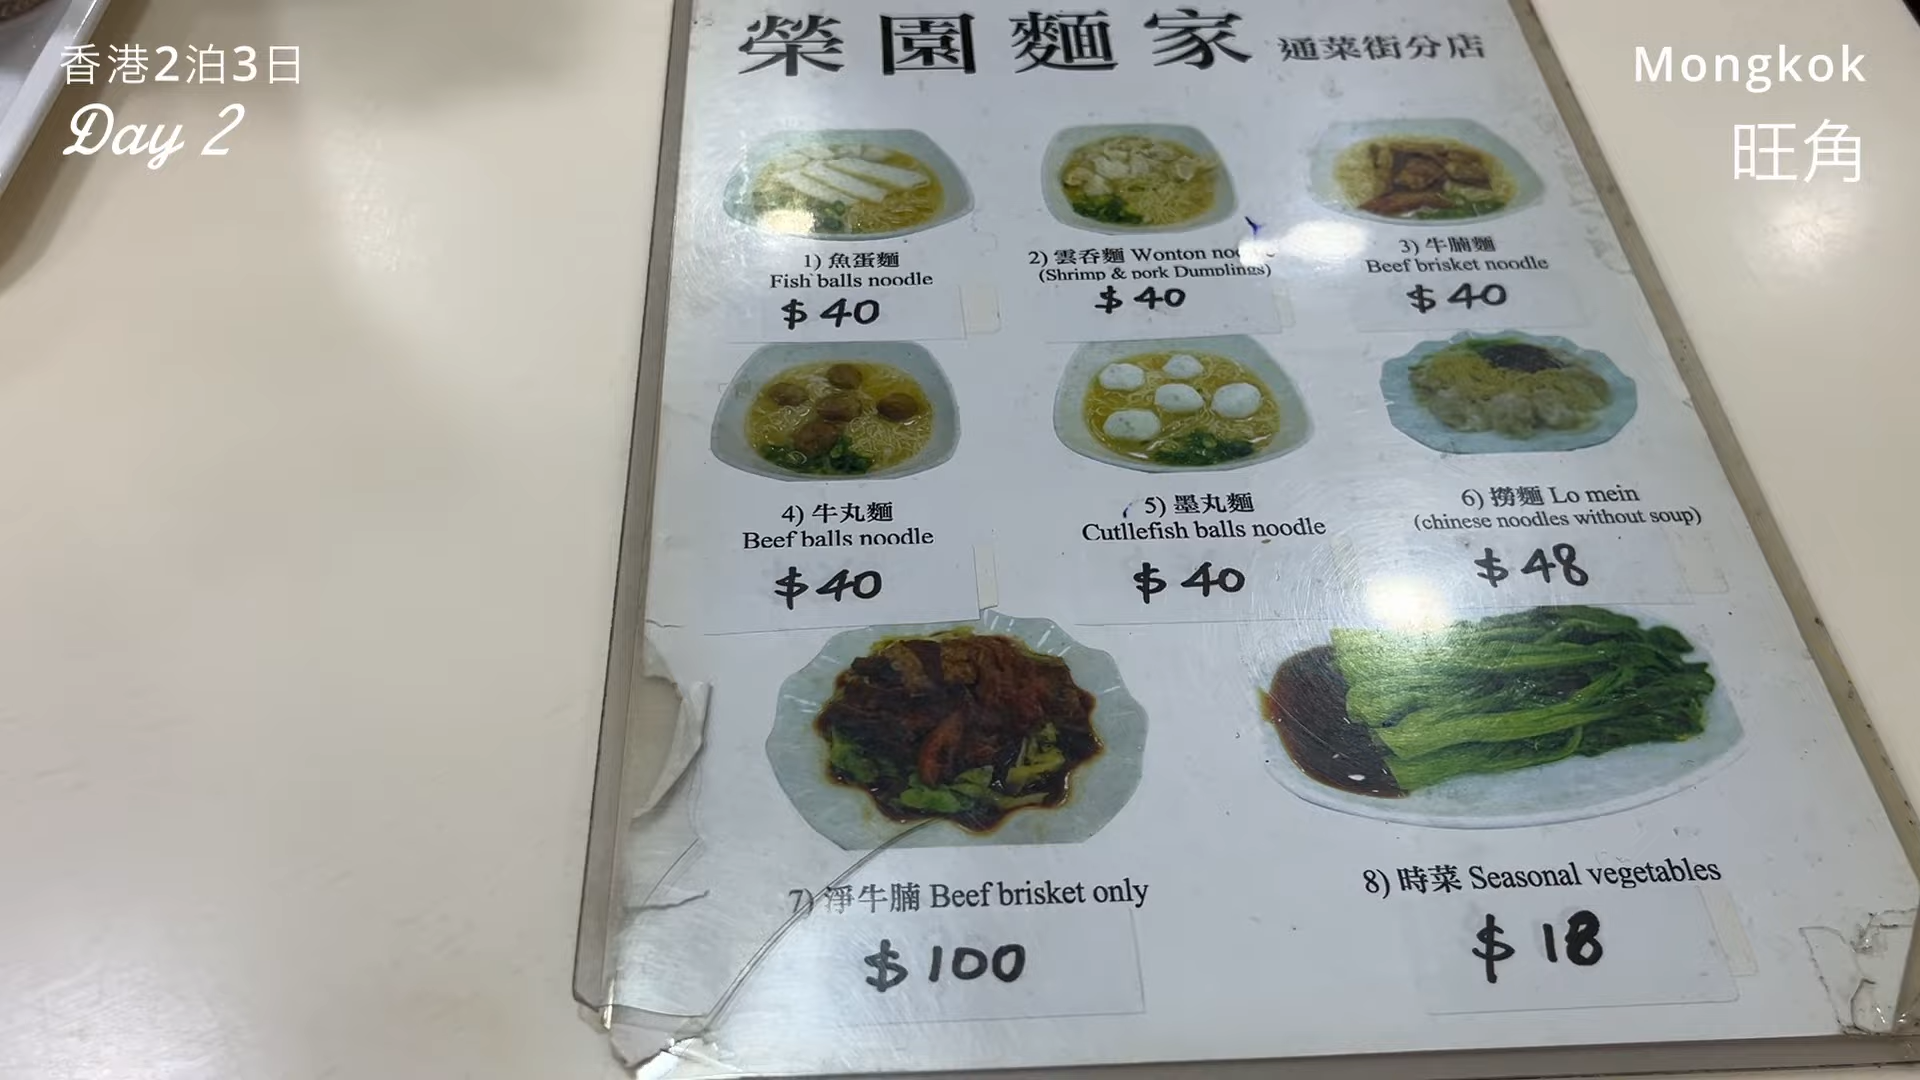 香港2泊3日
Day 2
Mongkok
旺角
榮園麵家 通菜街分店
1) 魚蛋麵
Fish balls noodle
$40
2) 雲呑麵 Wonton
(Shrimp & pork Dumplings)
$40
3) 牛腩麵
Beef brisket noodle
$40
4) 牛丸麵
Beef balls noodle
$40
5) 墨丸麵
Cutllefish balls noodle
$40
6) 撈麵 Lo mein
(chinese noodles without soup)
$48
7) 淨牛腩 Beef brisket only
$100
8) 時菜 Seasonal vegetables
$18